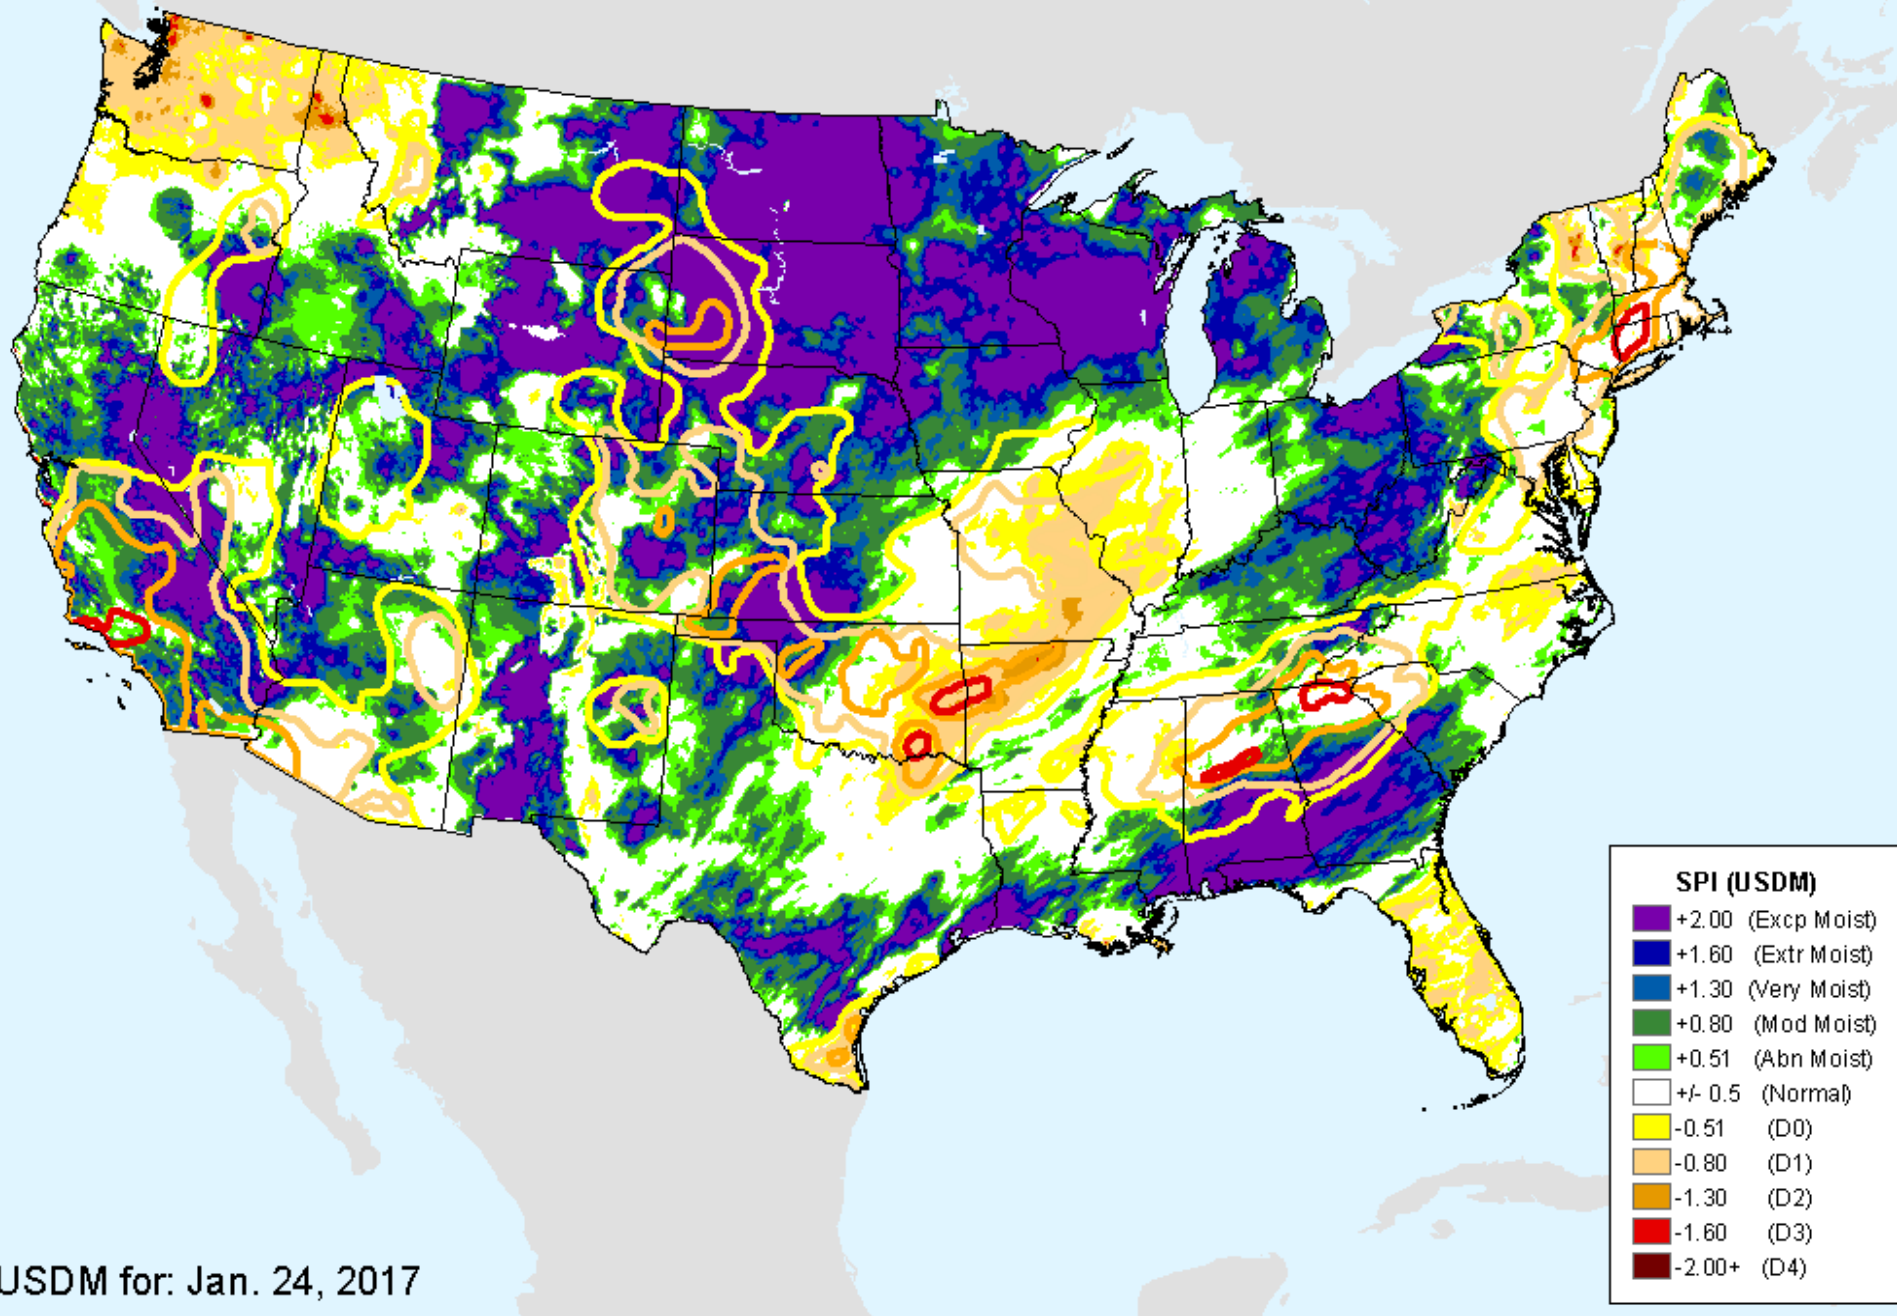 SPI (USDM)
+2.00 (Excp Moist)
+1.60 (Extr Moist)
+1.30 (Very Moist)
+0.80 (Mod Moist)
+0.51 (Abn Moist)
+/- 0.5 (Normal)
-0.51 (D0)
-0.80 (D1)
-1.30 (D2)
-1.60 (D3)
-2.00+ (D4)
USDM for: Jan. 24, 2017